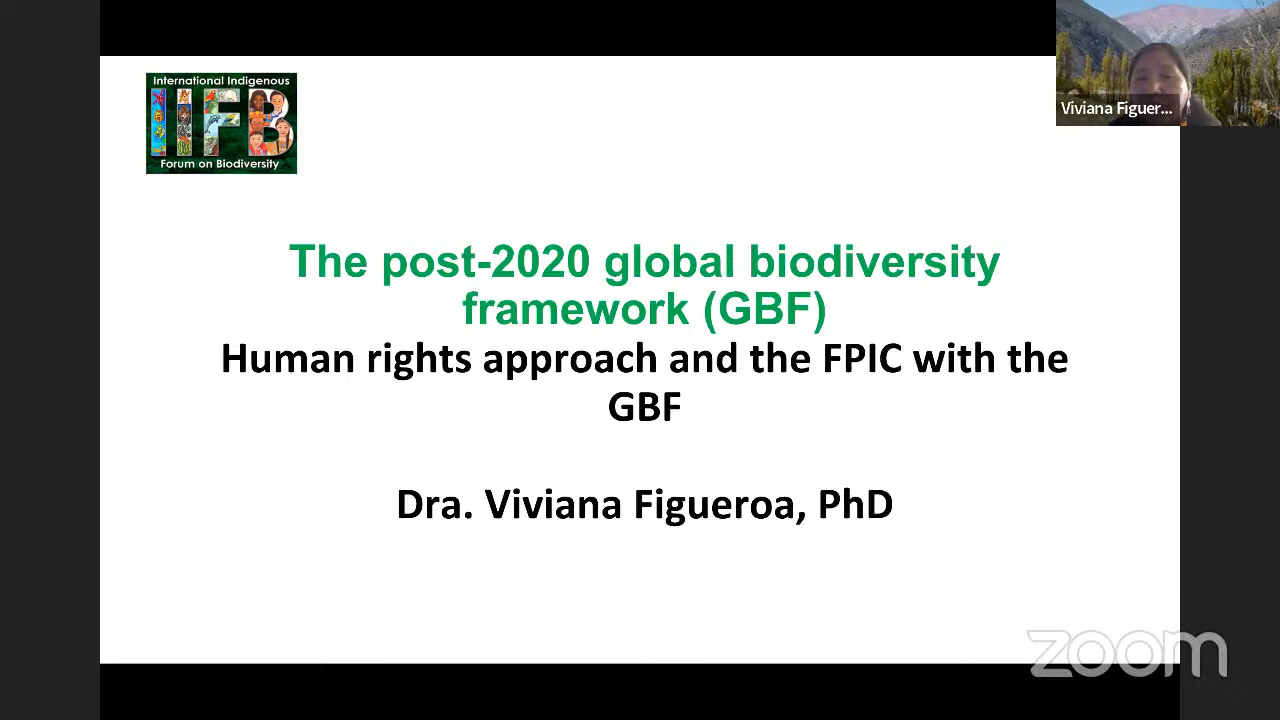 International Indigenous
IIFB
Forum on Biodiversity
Viviana Figuer...
The post-2020 global biodiversity
framework (GBF)
Human rights approach and the FPIC with the
GBF
Dra. Viviana Figueroa, PhD
zoom